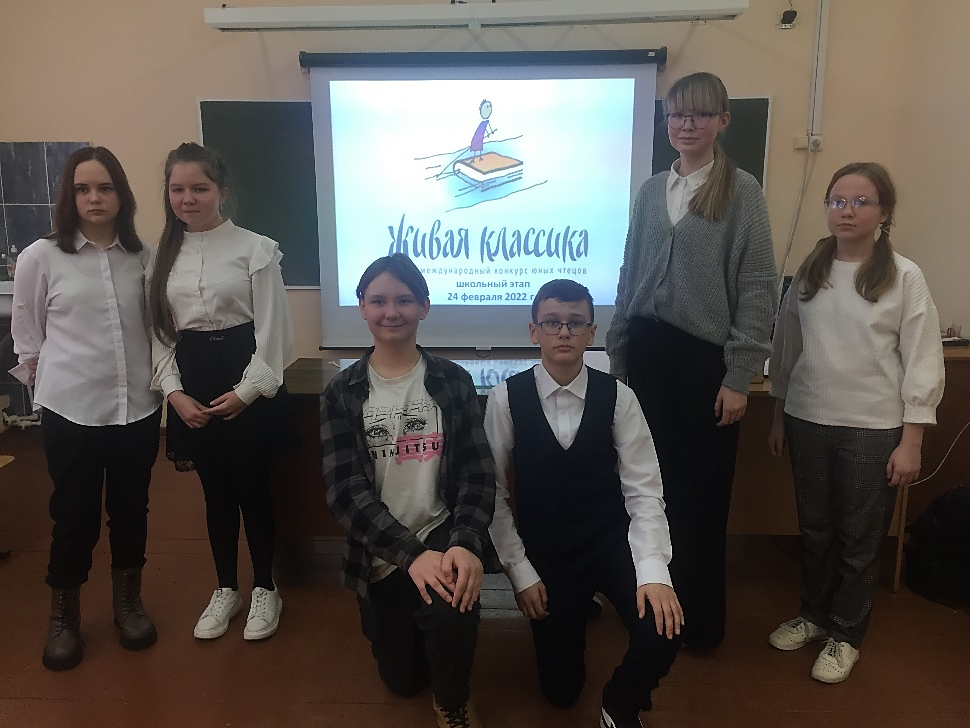 Живая классика
международный конкурс юных чтецов
школьный этап
24 февраля 2022 г